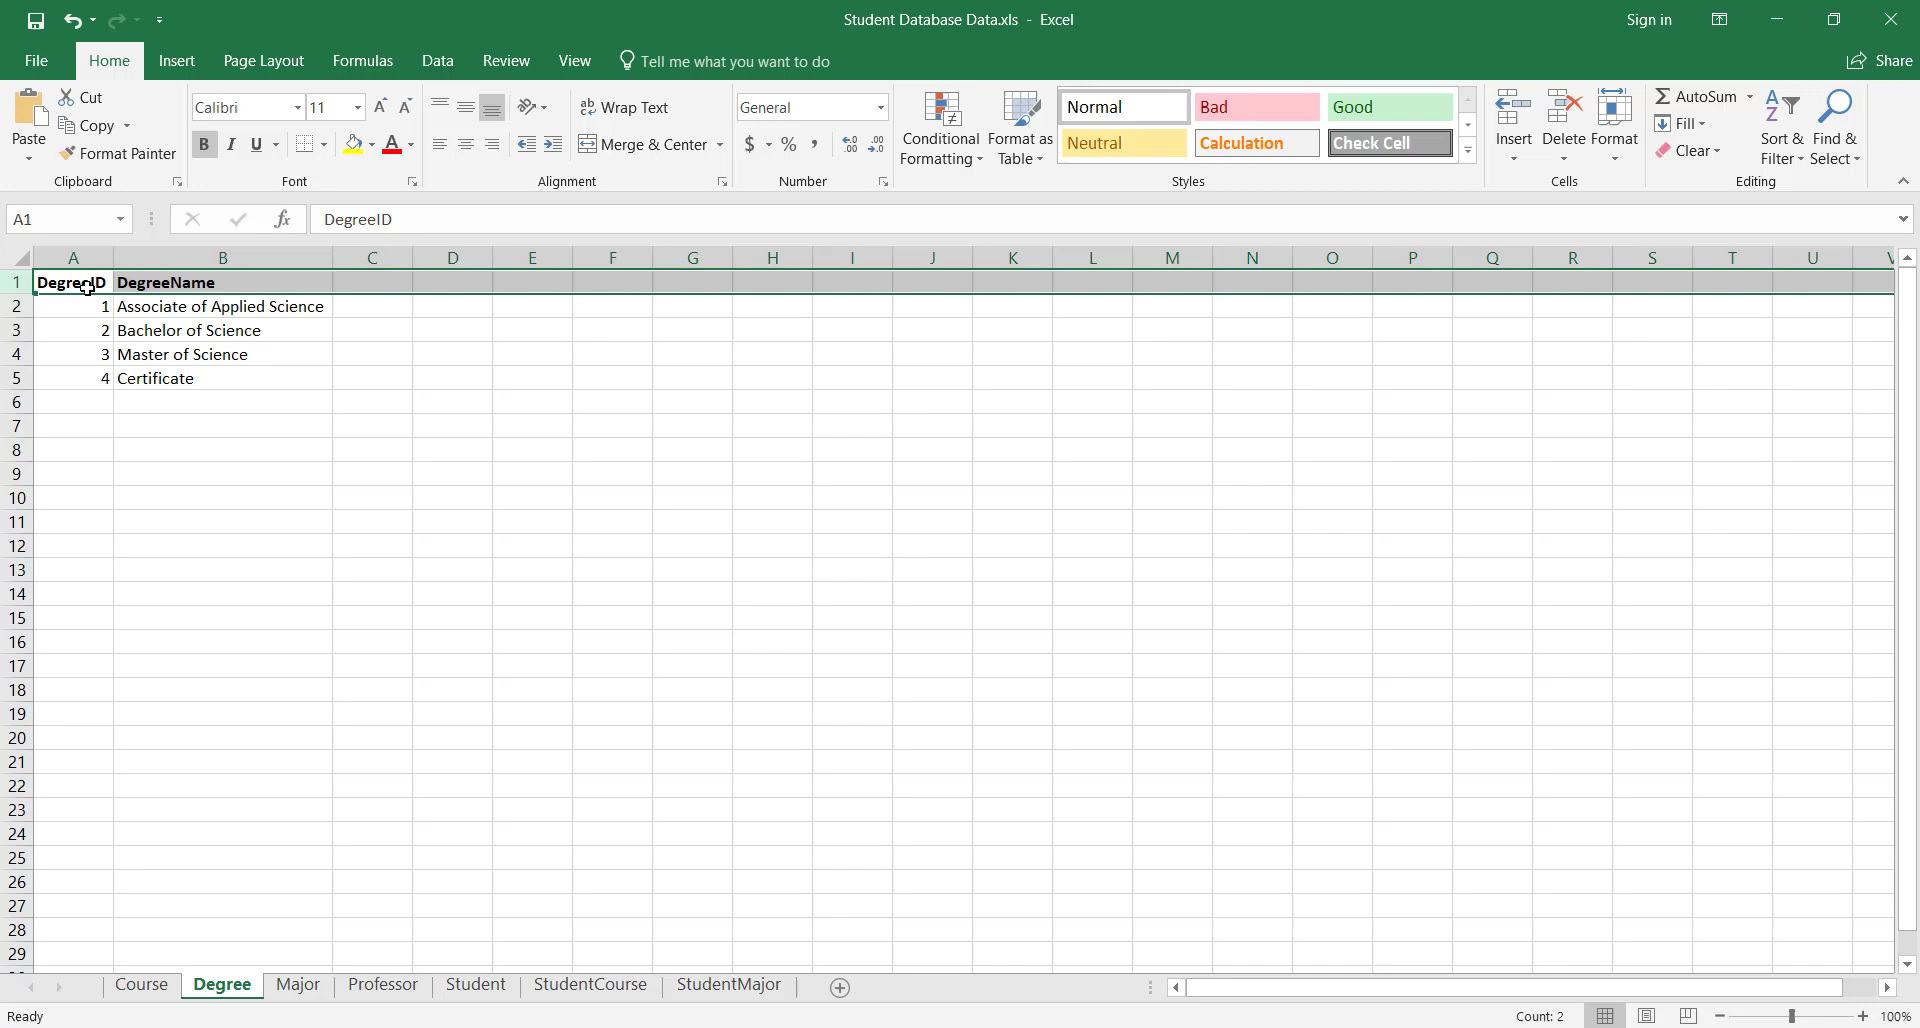 Student Database Data.xls - Excel
Sign in
File Home Insert Page Layout Formulas Data Review View Tell me what you want to do Share
Paste
Cut
Copy
Format Painter
Clipboard
Calibri 11
B I U A
Font
Wrap Text
Merge & Center
Alignment
General
$ % ,
Number
Conditional Formatting
Format as Table
Normal Bad Good
Neutral Calculation Check Cell
Styles
Insert Delete Format
Cells
AutoSum
Fill
Clear
Sort & Filter
Find & Select
Editing
A1 fx DegreeID
A B C D E F G H I J K L M N O P Q R S T U V
1 DegreeID DegreeName
2 1 Associate of Applied Science
3 2 Bachelor of Science
4 3 Master of Science
5 4 Certificate
6
7
8
9
10
11
12
13
14
15
16
17
18
19
20
21
22
23
24
25
26
27
28
29
Course Degree Major Professor Student StudentCourse StudentMajor
Ready Count: 2 100%